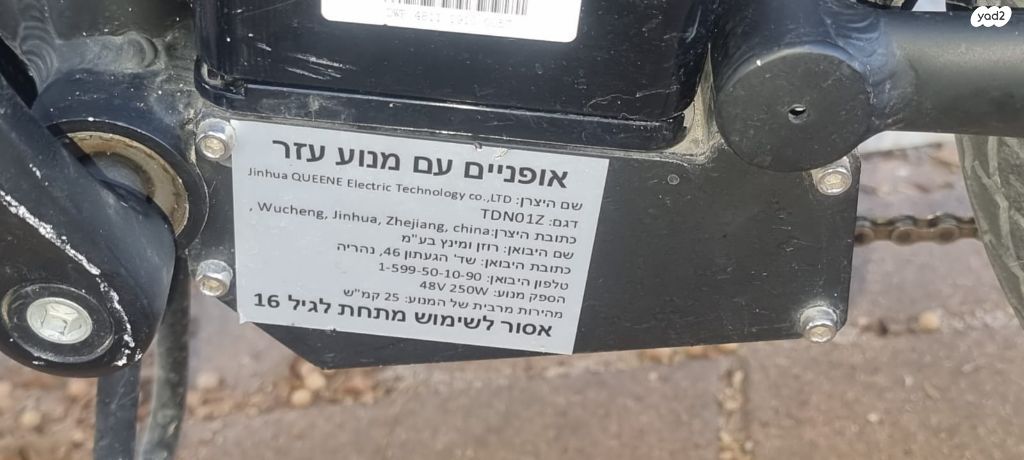 yad2
אופניים עם מנוע עזר
שם היצרן: Jinhua QUEENE Electric Technology co.,LTD
דגם: TDN01Z
כתובת היצרן:Wucheng, Jinhua, Zhejiang, china ,
שם היבואן: רוזן ומינץ בע"מ
כתובת היבואן: שד' הגעתון 46, נהריה
טלפון היבואן: 1-599-50-10-90
הספק מנוע: 48V 250W
מהירות מרבית של המנוע: 25 קמ"ש
אסור לשימוש מתחת לגיל 16